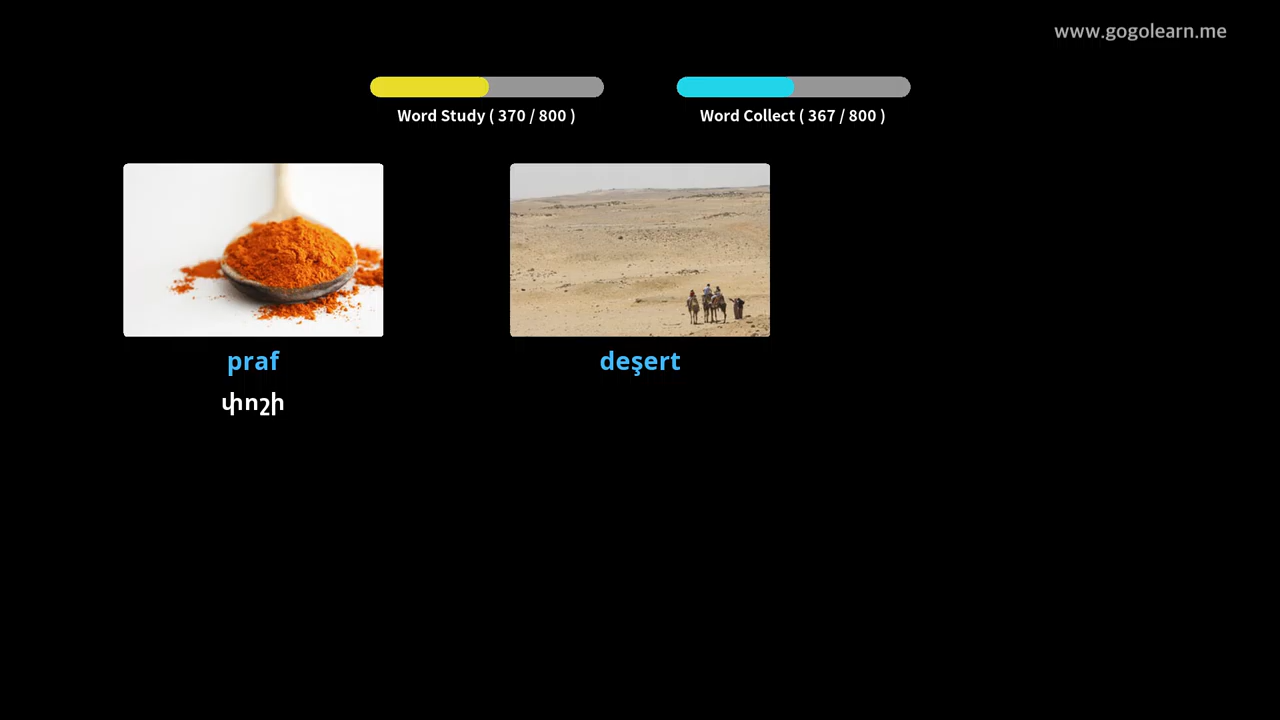 www.gogolearn.me
Word Study ( 370 / 800 )
Word Collect ( 367 / 800 )
praf
deşert
փոշի